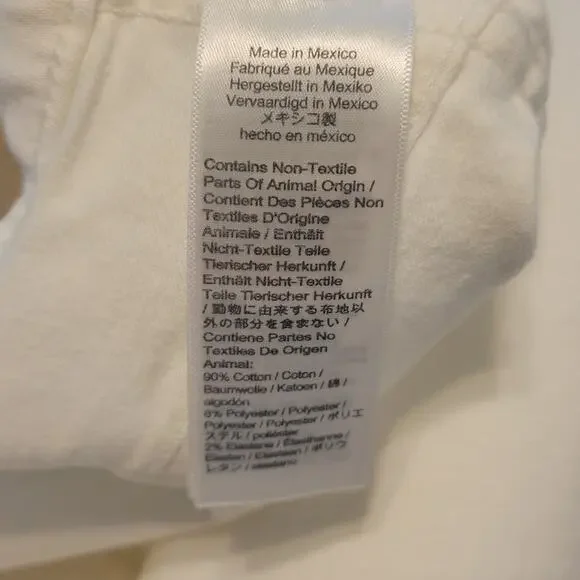 Made in Mexico
Fabriqué au Mexique
Hergestellt in Mexiko
Vervaardigd in Mexico
メキシコ製
hecho en méxico
Contains Non-Textile
Parts Of Animal Origin /
Contient Des Pièces Non
Textiles D'Origine
Animale / Enthält
Nicht-Textile Teile
Tierischer Herkunft /
Enthält Nicht-Textile
Teile Tierischer Herkunft
/ 動物に由来する布地以
外の部分を含まない /
Contiene Partes No
Textiles De Origen
Animal:
90% Cotton / Coton /
Baumwolle / Katoen / 綿 /
algodón
8% Polyester / Polyester /
Polyester / Polyester / ポリエ
ステル / poliéster
2% Elastane / Élasthanne /
Elastan / Elastaan / ポリウ
レタン / elastano